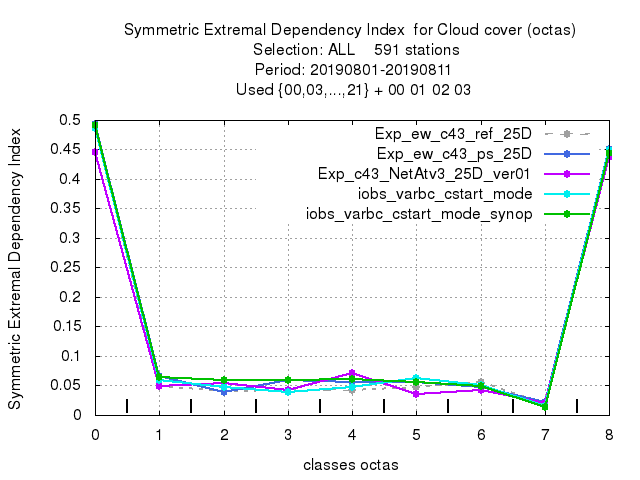 Symmetric Extremal Dependency Index for Cloud cover (octas)
Selection: ALL 591 stations
Period: 20190801-20190811
Used {00,03,...,21} + 00 01 02 03
Symmetric Extremal Dependency Index
0.5
0.45
0.4
0.35
0.3
0.25
0.2
0.15
0.1
0.05
0
Exp_ew_c43_ref_25D
Exp_ew_c43_ps_25D
Exp_c43_NetAtv3_25D_ver01
iobs_varbc_cstart_mode
iobs_varbc_cstart_mode_synop
0 1 2 3 4 5 6 7 8
classes octas